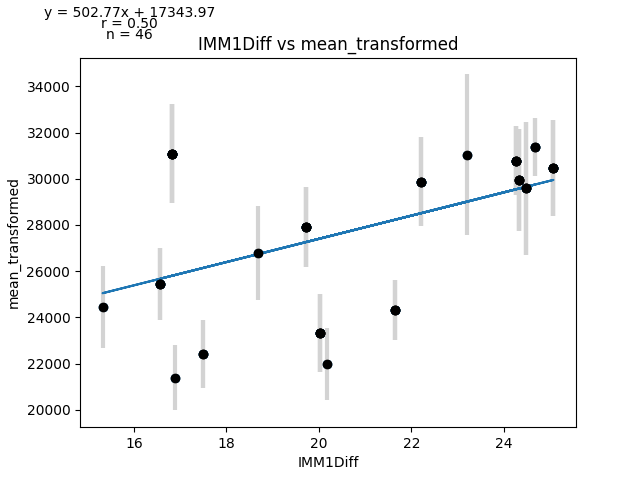 y = 502.77x + 17343.97
r = 0.50
n = 46
IMM1Diff vs mean_transformed
34000
32000
30000
28000
26000
24000
22000
20000
mean_transformed
16 18 20 22 24
IMM1Diff